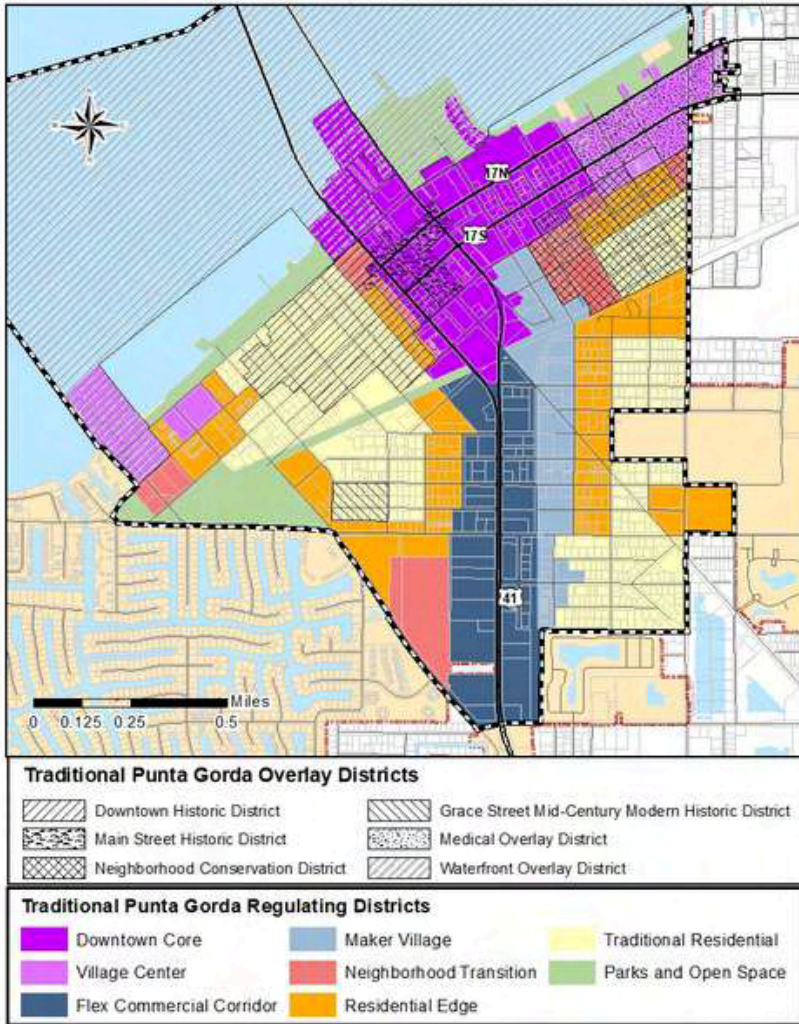 17N
17S
41
Miles
0 0.125 0.25 0.5
Traditional Punta Gorda Overlay Districts
Downtown Historic District
Grace Street Mid-Century Modern Historic District
Main Street Historic District
Medical Overlay District
Neighborhood Conservation District
Waterfront Overlay District
Traditional Punta Gorda Regulating Districts
Downtown Core
Maker Village
Traditional Residential
Village Center
Neighborhood Transition
Parks and Open Space
Flex Commercial Corridor
Residential Edge